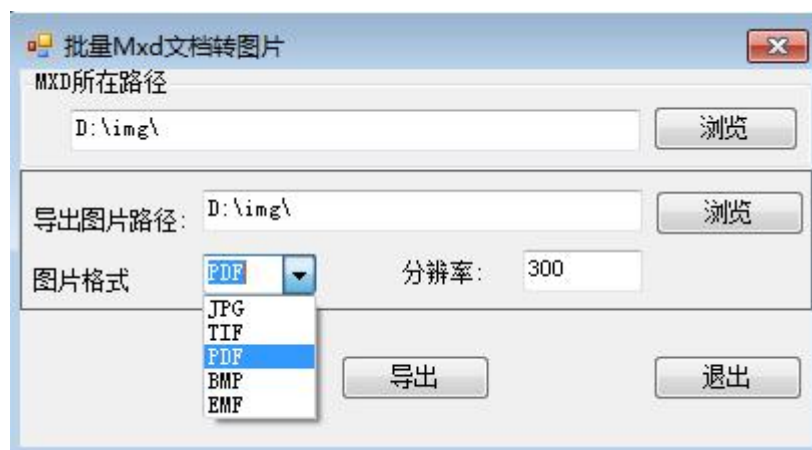 批量Mxd文档转图片
MXD所在路径
D:\img\
浏览
导出图片路径:
D:\img\
浏览
图片格式
PDF
分辨率:
300
JPG
TIF
PDF
BMP
EMF
导出
退出